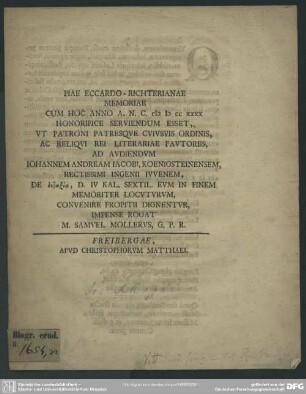 PIAE ECCARDO-RICHTERIANAE
MEMORIAE
CUM HOC ANNO A. N. C. cIɔ Iɔ cc xxxx
HONORIFICE SERVIENDUM ESSET,
VT PATRONI PATRESQVE CVIVSVIS ORDINIS,
AC RELIQVI REI LITERARIAE FAVTORES,
AD AVDIENDVM
IOHANNEM ANDREAM IACOBI, KOENIGSTEINENSEM,
RECTISSIMI INGENII IVVENEM,
DE D. IV KAL. SEXTIL. EVM IN FINEM
MEMORITER LOCVTVRVM,
CONVENIRE PROPITII DIGNENTVR,
IMPENSE ROGAT
M. SAMVEL MOLLERVS, G. P. R.
FREIBERGAE,
APVD CHRISTOPHORVM MATTHAEI.
Biogr. erud.